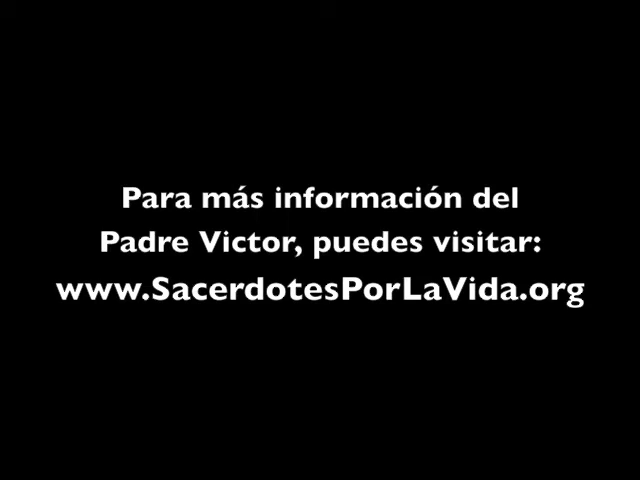 Para más información del
Padre Victor, puedes visitar:
www.SacerdotesPorLaVida.org